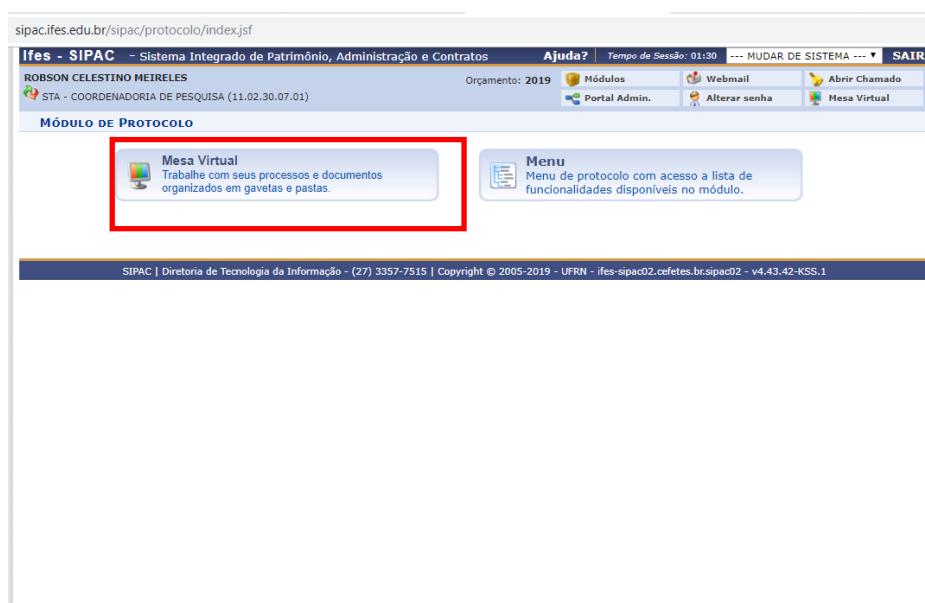 sipac.ifes.edu.br/sipac/protocolo/index.jsf
Ifes - SIPAC - Sistema Integrado de Patrimônio, Administração e Contratos Ajuda? Tempo de Sessão: 01:30 --- MUDAR DE SISTEMA --- SAIR
ROBSON CELESTINO MEIRELES Orçamento: 2019 Módulos Webmail Abrir Chamado
STA - COORDENADORIA DE PESQUISA (11.02.30.07.01) Portal Admin. Alterar senha Mesa Virtual
MÓDULO DE PROTOCOLO
Mesa Virtual
Trabalhe com seus processos e documentos
organizados em gavetas e pastas.
Menu
Menu de protocolo com acesso a lista de
funcionalidades disponíveis no módulo.
SIPAC | Diretoria de Tecnologia da Informação - (27) 3357-7515 | Copyright © 2005-2019 - UFRN - ifes-sipac02.cefetes.br.sipac02 - v4.43.42-KSS.1